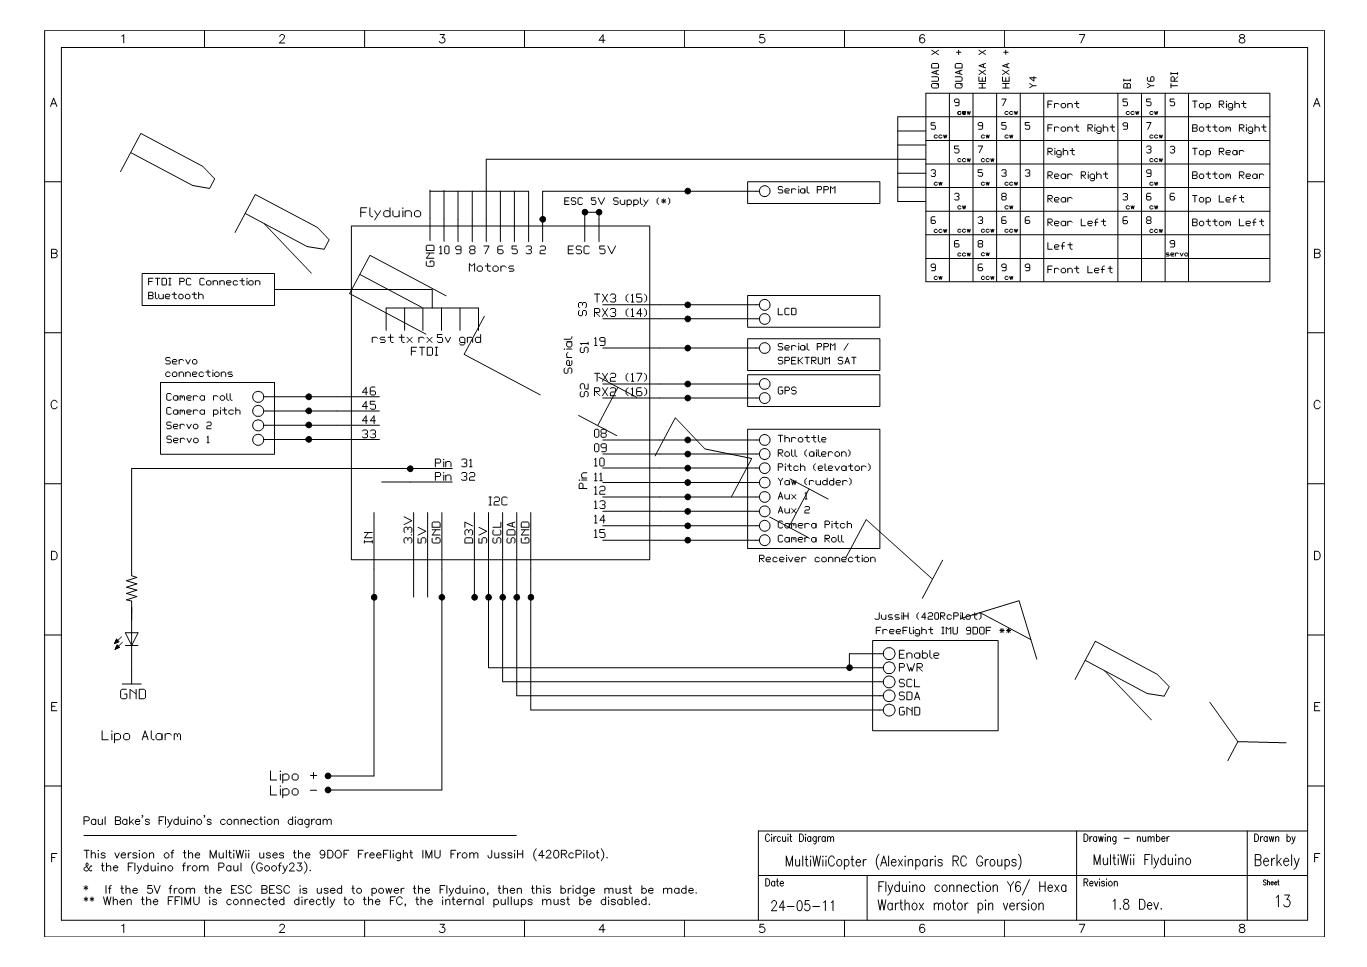 1 2 3 4 5 6 7 8
A A
B B
C C
D D
E E
F F
QUAD X QUAD + HEXA X HEXA + Y4 BI Y6 TRI
9 CCW 7 CCW Front 5 CCW 5 CW 5 Top Right
5 CCW 9 CW 5 CW 5 Front Right 9 7 CCW Bottom Right
5 CCW 7 CCW Right 3 CCW 3 Top Rear
3 CW 5 CW 3 CCW 3 Rear Right 9 CW Bottom Rear
3 CW 8 CW Rear 3 CW 6 CW 6 Top Left
6 CCW 3 CCW 6 CCW 6 Rear Left 6 8 CCW Bottom Left
6 CCW 8 CW Left 9 servo
9 CW 6 CCW 9 CW 9 Front Left
Flyduino
ESC 5V Supply (*)
Serial PPM
GND 10 9 8 7 6 5 3 2 ESC 5V
Motors
FTDI PC Connection
Bluetooth
rst tx rx 5v gnd
FTDI
Serial
S3
TX3 (15)
RX3 (14)
LCD
S1
19
Serial PPM /
SPEKTRUM SAT
S2
TX2 (17)
RX2 (16)
GPS
Servo
connections
Camera roll 46
Camera pitch 45
Servo 2 44
Servo 1 33
Pin 31
Pin 32
Pin
08 Throttle
09 Roll (aileron)
10 Pitch (elevator)
11 Yaw (rudder)
12 Aux 1
13 Aux 2
14 Camera Pitch
15 Camera Roll
Receiver connection
I2C
IN 3.3V 5V GND D37 5V SCL SDA GND
JussiH (420RcPilot)
FreeFlight IMU 9DOF **
Enable
PWR
SCL
SDA
GND
GND
Lipo Alarm
Lipo +
Lipo -
Paul Bake's Flyduino's connection diagram
This version of the MultiWii uses the 9DOF FreeFlight IMU From JussiH (420RcPilot).
& the Flyduino from Paul (Goofy23).
* If the 5V from the ESC BESC is used to power the Flyduino, then this bridge must be made.
** When the FFIMU is connected directly to the FC, the internal pullups must be disabled.
Circuit Diagram
MultiWiiCopter (Alexinparis RC Groups)
Drawing - number
MultiWii Flyduino
Drawn by
Berkely
Date
24-05-11
Flyduino connection Y6/ Hexa
Warthox motor pin version
Revision
1.8 Dev.
Sheet
13
1 2 3 4 5 6 7 8